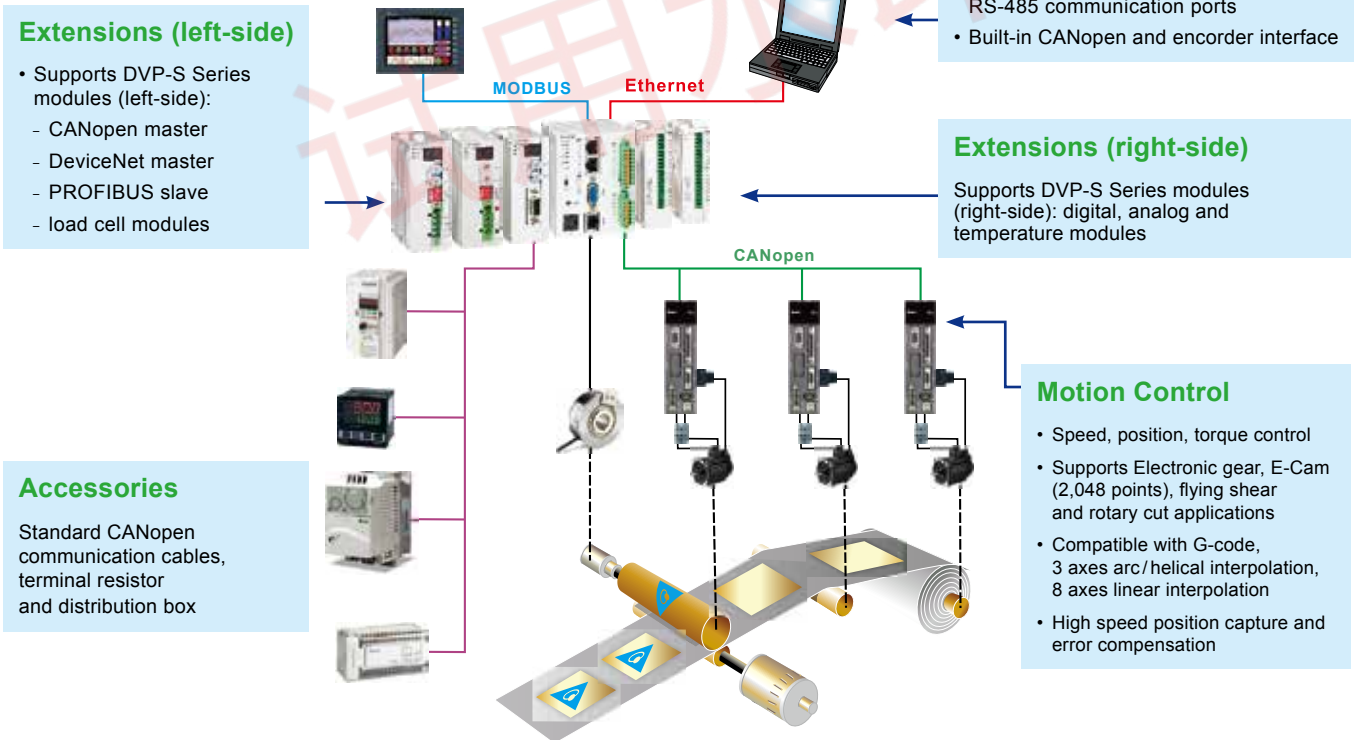 Extensions (left-side)
• Supports DVP-S Series
modules (left-side):
- CANopen master
- DeviceNet master
- PROFIBUS slave
- load cell modules
RS-485 communication ports
• Built-in CANopen and encorder interface
MODBUS
Ethernet
试用水
Extensions (right-side)
Supports DVP-S Series modules
(right-side): digital, analog and
temperature modules
CANopen
Motion Control
• Speed, position, torque control
• Supports Electronic gear, E-Cam
(2,048 points), flying shear
and rotary cut applications
• Compatible with G-code,
3 axes arc/helical interpolation,
8 axes linear interpolation
• High speed position capture and
error compensation
Accessories
Standard CANopen
communication cables,
terminal resistor
and distribution box